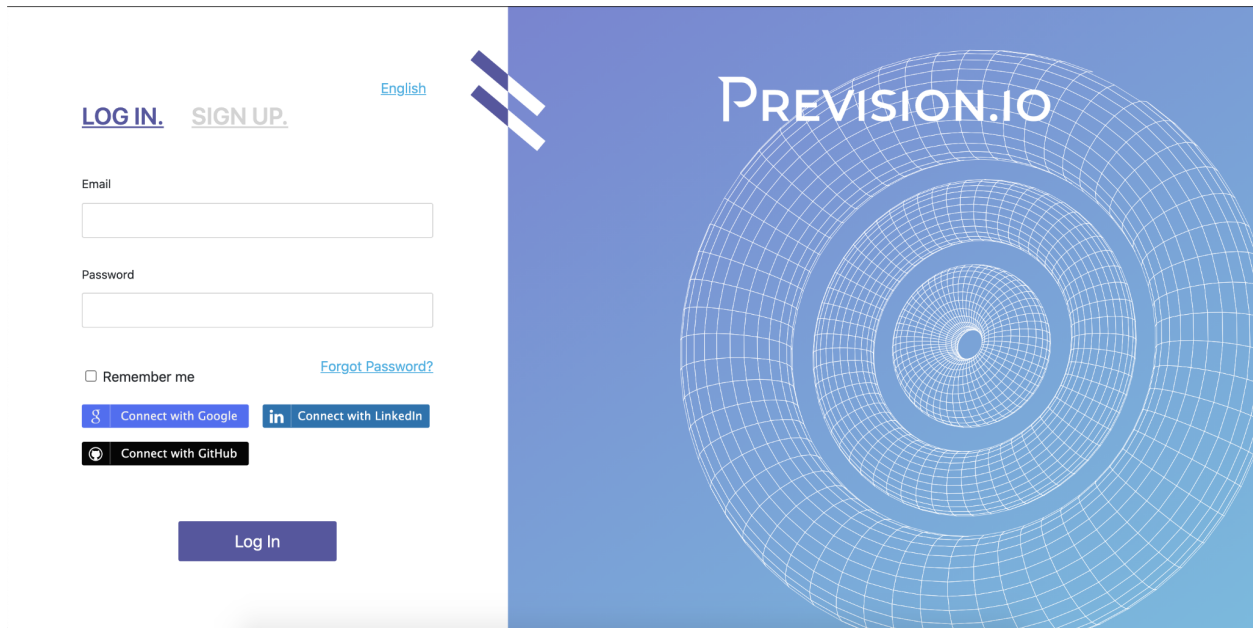 English
LOG IN. SIGN UP.
Email
Password
Remember me
Forgot Password?
g Connect with Google
in Connect with LinkedIn
Connect with GitHub
Log In
PREVISION.IO